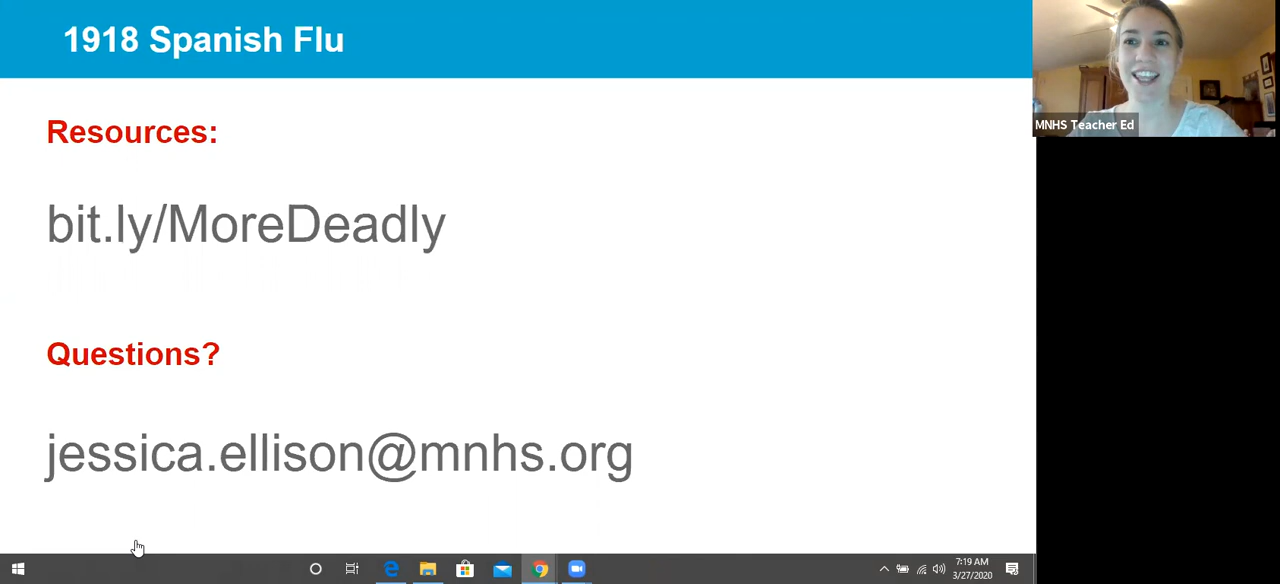 1918 Spanish Flu
MNHS Teacher Ed
Resources:
bit.ly/MoreDeadly
Questions?
jessica.ellison@mnhs.org
7:19 AM
3/27/2020